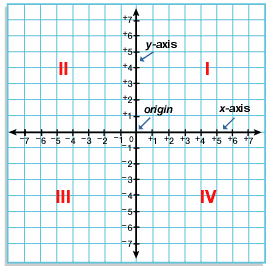 +7
+6
y-axis
+5
II
I
+4
+3
+2
origin
x-axis
+1
−7 −6 −5 −4 −3 −2 −1 0 +1 +2 +3 +4 +5 +6 +7
−1
−2
−3
III
IV
−4
−5
−6
−7